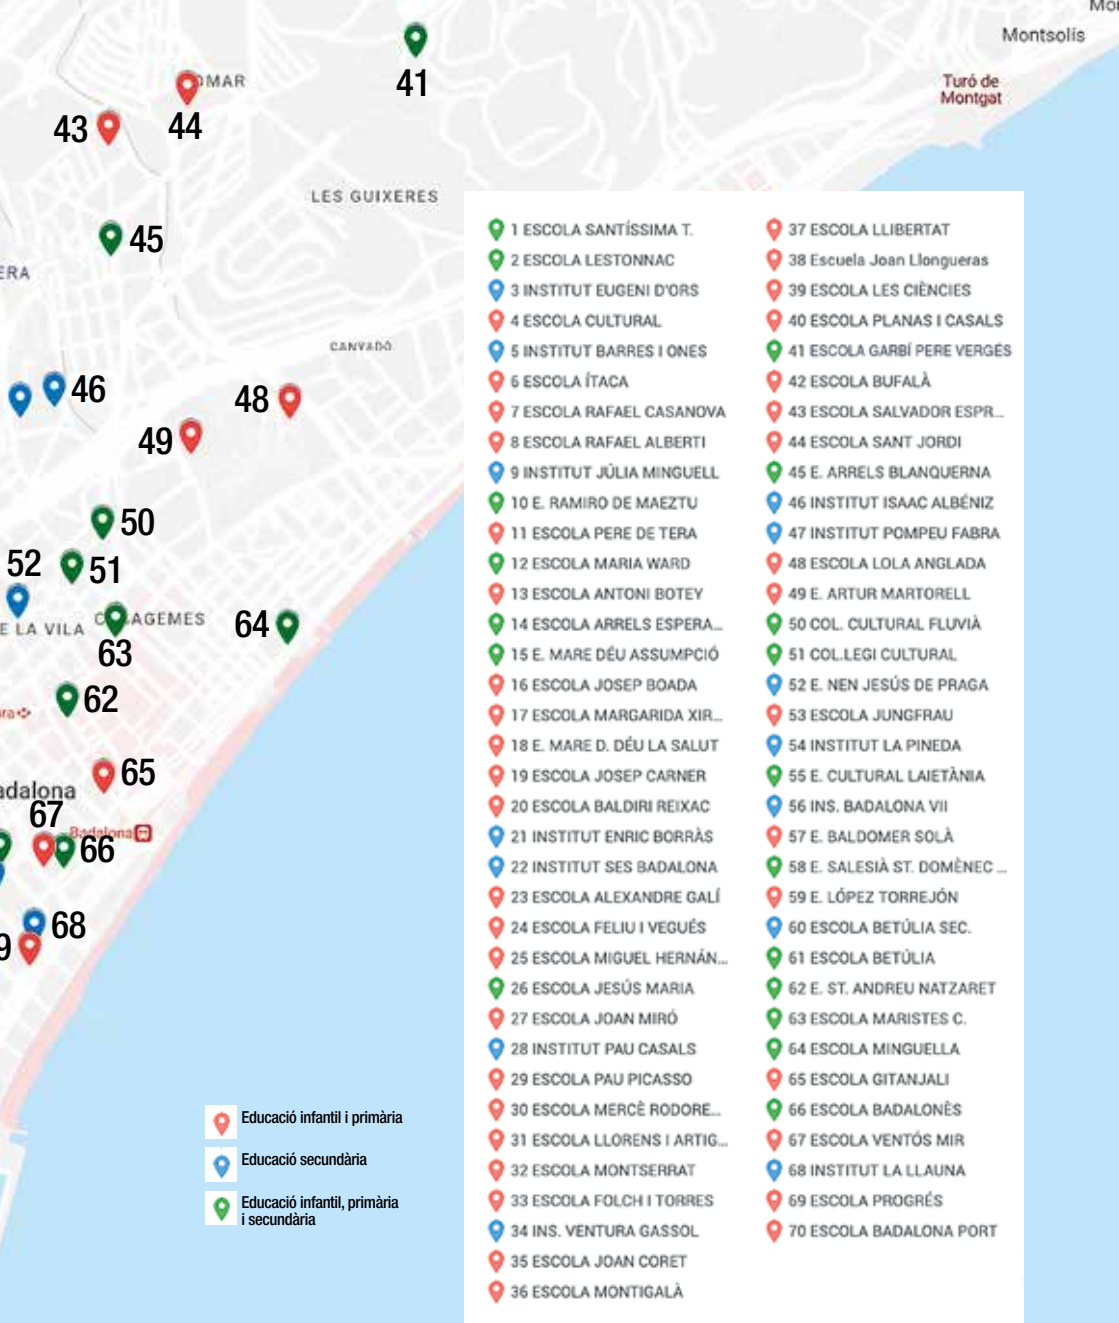 Montsolís
Turó de
Montgat
41
OMAR
44
43
LES GUIXERES
45
ERA
CANYADÓ
46
48
49
50
52
51
AGEMES
E LA VILA
64
63
62
ra
65
adalona
67
Badalona
66
68
9
1 ESCOLA SANTÍSSIMA T.
2 ESCOLA LESTONNAC
3 INSTITUT EUGENI D'ORS
4 ESCOLA CULTURAL
5 INSTITUT BARRES I ONES
6 ESCOLA ÍTACA
7 ESCOLA RAFAEL CASANOVA
8 ESCOLA RAFAEL ALBERTI
9 INSTITUT JÚLIA MINGUELL
10 E. RAMIRO DE MAEZTU
11 ESCOLA PERE DE TERA
12 ESCOLA MARIA WARD
13 ESCOLA ANTONI BOTEY
14 ESCOLA ARRELS ESPERA...
15 E. MARE DÉU ASSUMPCIÓ
16 ESCOLA JOSEP BOADA
17 ESCOLA MARGARIDA XIR...
18 E. MARE D. DÉU LA SALUT
19 ESCOLA JOSEP CARNER
20 ESCOLA BALDIRI REIXAC
21 INSTITUT ENRIC BORRÀS
22 INSTITUT SES BADALONA
23 ESCOLA ALEXANDRE GALÍ
24 ESCOLA FELIU I VEGUÉS
25 ESCOLA MIGUEL HERNÁN...
26 ESCOLA JESÚS MARIA
27 ESCOLA JOAN MIRÓ
28 INSTITUT PAU CASALS
29 ESCOLA PAU PICASSO
30 ESCOLA MERCÈ RODORE...
31 ESCOLA LLORENS I ARTIG...
32 ESCOLA MONTSERRAT
33 ESCOLA FOLCH I TORRES
34 INS. VENTURA GASSOL
35 ESCOLA JOAN CORET
36 ESCOLA MONTIGALÀ
37 ESCOLA LLIBERTAT
38 Escuela Joan Llongueras
39 ESCOLA LES CIÈNCIES
40 ESCOLA PLANAS I CASALS
41 ESCOLA GARBÍ PERE VERGÉS
42 ESCOLA BUFALÀ
43 ESCOLA SALVADOR ESPR...
44 ESCOLA SANT JORDI
45 E. ARRELS BLANQUERNA
46 INSTITUT ISAAC ALBÉNIZ
47 INSTITUT POMPEU FABRA
48 ESCOLA LOLA ANGLADA
49 E. ARTUR MARTORELL
50 COL. CULTURAL FLUVIÀ
51 COL.LEGI CULTURAL
52 E. NEN JESÚS DE PRAGA
53 ESCOLA JUNGFRAU
54 INSTITUT LA PINEDA
55 E. CULTURAL LAIETÀNIA
56 INS. BADALONA VII
57 E. BALDOMER SOLÀ
58 E. SALESIÀ ST. DOMÈNEC ...
59 E. LÓPEZ TORREJÓN
60 ESCOLA BETÚLIA SEC.
61 ESCOLA BETÚLIA
62 E. ST. ANDREU NATZARET
63 ESCOLA MARISTES C.
64 ESCOLA MINGUELLA
65 ESCOLA GITANJALI
66 ESCOLA BADALONÈS
67 ESCOLA VENTÓS MIR
68 INSTITUT LA LLAUNA
69 ESCOLA PROGRÉS
70 ESCOLA BADALONA PORT
Educació infantil i primària
Educació secundària
Educació infantil, primària
i secundària